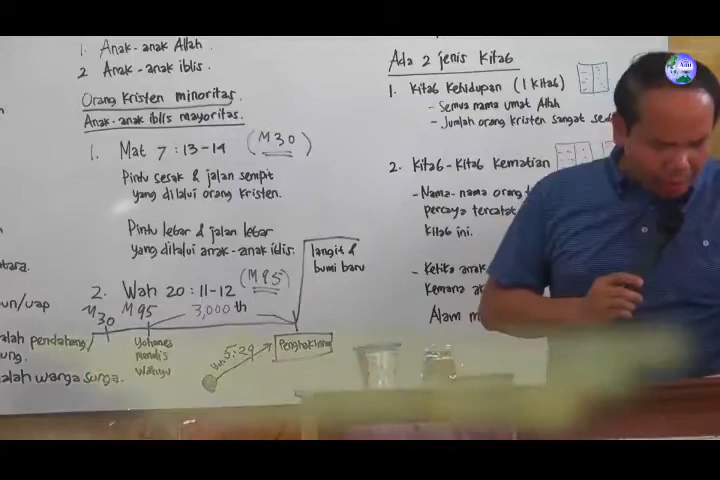 1. Anak-anak Allah
2 Anak-anak iblis.
Orang Kristen minoritas.
Anak-anak iblis mayoritas.
1. Mat 7:13-14 (M30)
Pintu sesak & jalan sempit
yang dilalui orang Kristen.
Pintu lebar & jalan lebar
yang dilalui anak-anak iblis.
2. Wah 20:11-12 (M95)
M30 M95 3,000 th
Yohanes
Wahyu
5:29
langit &
bumi baru
alah pendatang
ung.
alah warga surga.
tara.
un/uap
Ada 2 jenis Kitab
1. Kitab Kehidupan (1 Kitab)
- Semua nama umat Allah
- Jumlah orang kristen sangat sed
2. Kitab-Kitab Kematian
- Nama-nama orang
percaya tercatat
kitab ini.
- Ketika
Kemana
Alam